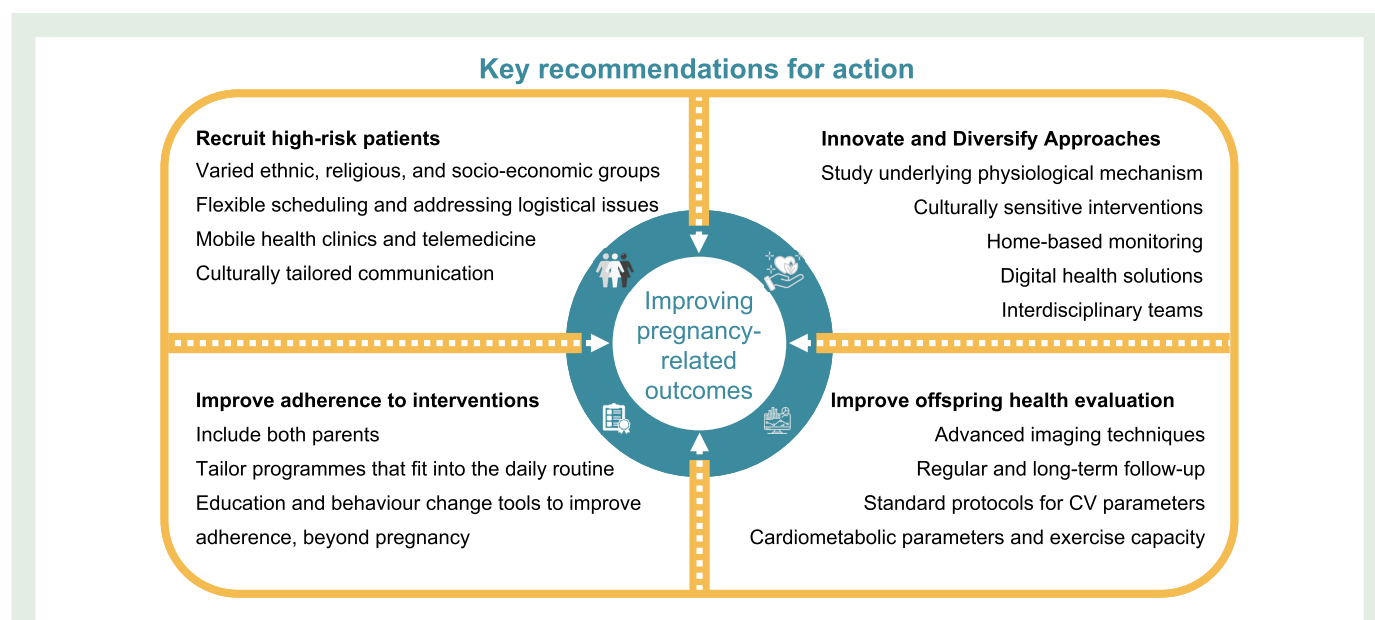 Key recommendations for action
Recruit high-risk patients
Varied ethnic, religious, and socio-economic groups
Flexible scheduling and addressing logistical issues
Mobile health clinics and telemedicine
Culturally tailored communication
Innovate and Diversify Approaches
Study underlying physiological mechanism
Culturally sensitive interventions
Home-based monitoring
Digital health solutions
Interdisciplinary teams
Improving
pregnancy-
related
outcomes
Improve adherence to interventions
Include both parents
Tailor programmes that fit into the daily routine
Education and behaviour change tools to improve
adherence, beyond pregnancy
Improve offspring health evaluation
Advanced imaging techniques
Regular and long-term follow-up
Standard protocols for CV parameters
Cardiometabolic parameters and exercise capacity